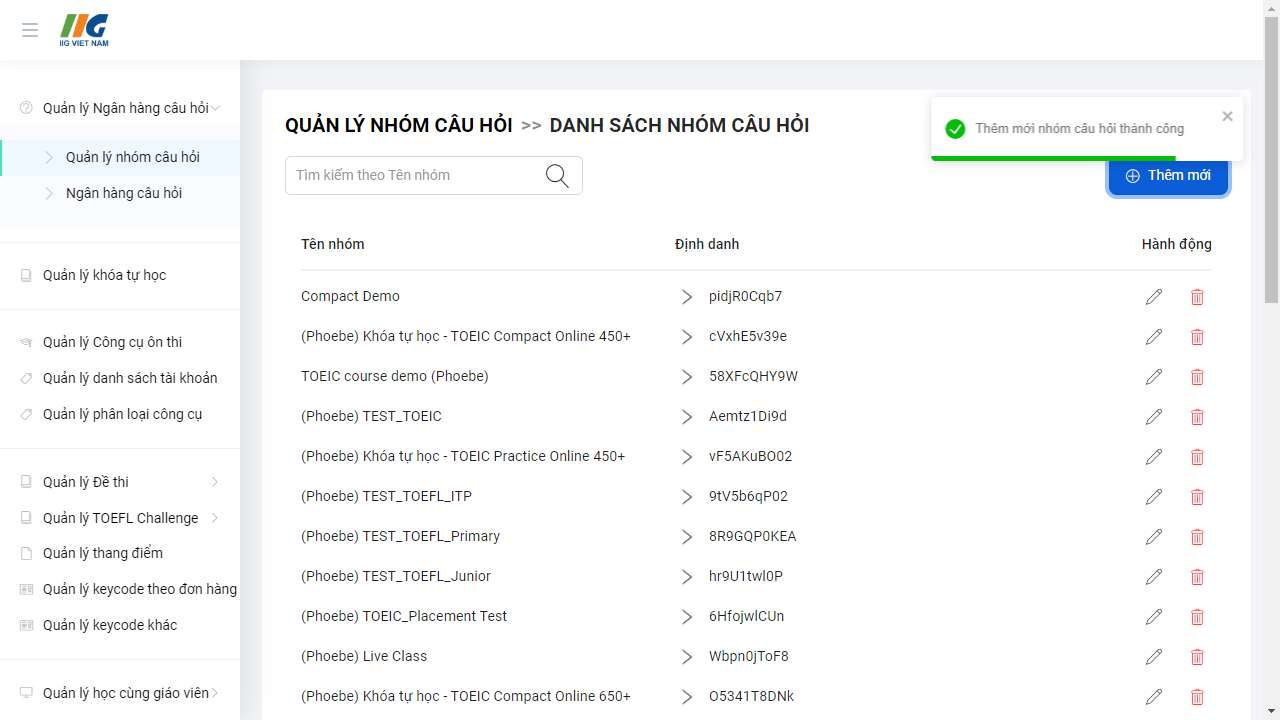 IIG VIET NAM
Quản lý Ngân hàng câu hỏi
Quản lý nhóm câu hỏi
Ngân hàng câu hỏi
Quản lý khóa tự học
Quản lý Công cụ ôn thi
Quản lý danh sách tài khoản
Quản lý phân loại công cụ
Quản lý Đề thi
Quản lý TOEFL Challenge
Quản lý thang điểm
Quản lý keycode theo đơn hàng
Quản lý keycode khác
Quản lý học cùng giáo viên
QUẢN LÝ NHÓM CÂU HỎI >> DANH SÁCH NHÓM CÂU HỎI
Thêm mới nhóm câu hỏi thành công
Tìm kiếm theo Tên nhóm
Thêm mới
Tên nhóm Định danh Hành động
Compact Demo pidjR0Cqb7
(Phoebe) Khóa tự học - TOEIC Compact Online 450+ cVxhE5v39e
TOEIC course demo (Phoebe) 58XFcQHY9W
(Phoebe) TEST_TOEIC Aemtz1Di9d
(Phoebe) Khóa tự học - TOEIC Practice Online 450+ vF5AKuBO02
(Phoebe) TEST_TOEFL_ITP 9tV5b6qP02
(Phoebe) TEST_TOEFL_Primary 8R9GQP0KEA
(Phoebe) TEST_TOEFL_Junior hr9U1twl0P
(Phoebe) TOEIC_Placement Test 6HfojwlCUn
(Phoebe) Live Class Wbpn0jToF8
(Phoebe) Khóa tự học - TOEIC Compact Online 650+ O5341T8DNk